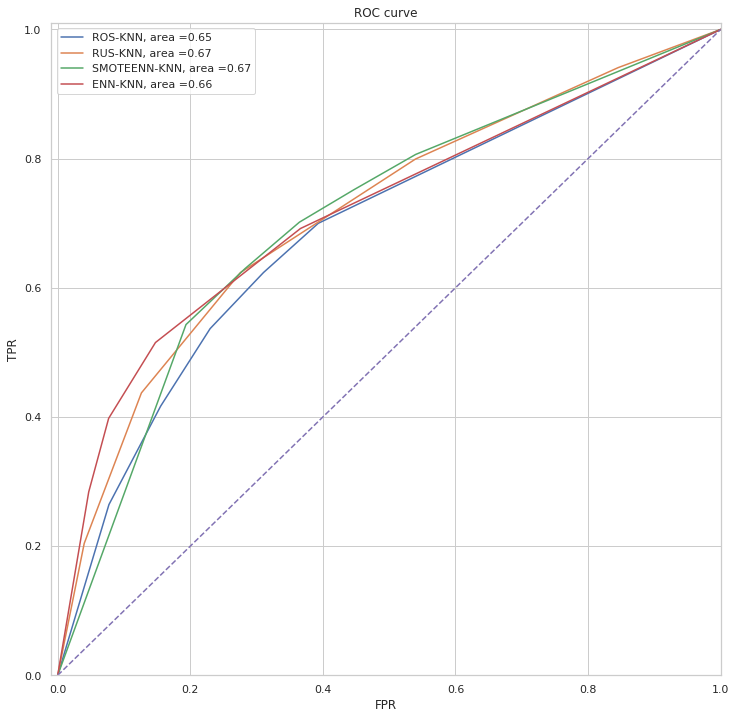 ROC curve
ROS-KNN, area =0.65
RUS-KNN, area =0.67
SMOTEENN-KNN, area =0.67
ENN-KNN, area =0.66
1.0
0.8
0.6
0.4
0.2
0.0
TPR
0.0 0.2 0.4 0.6 0.8 1.0
FPR